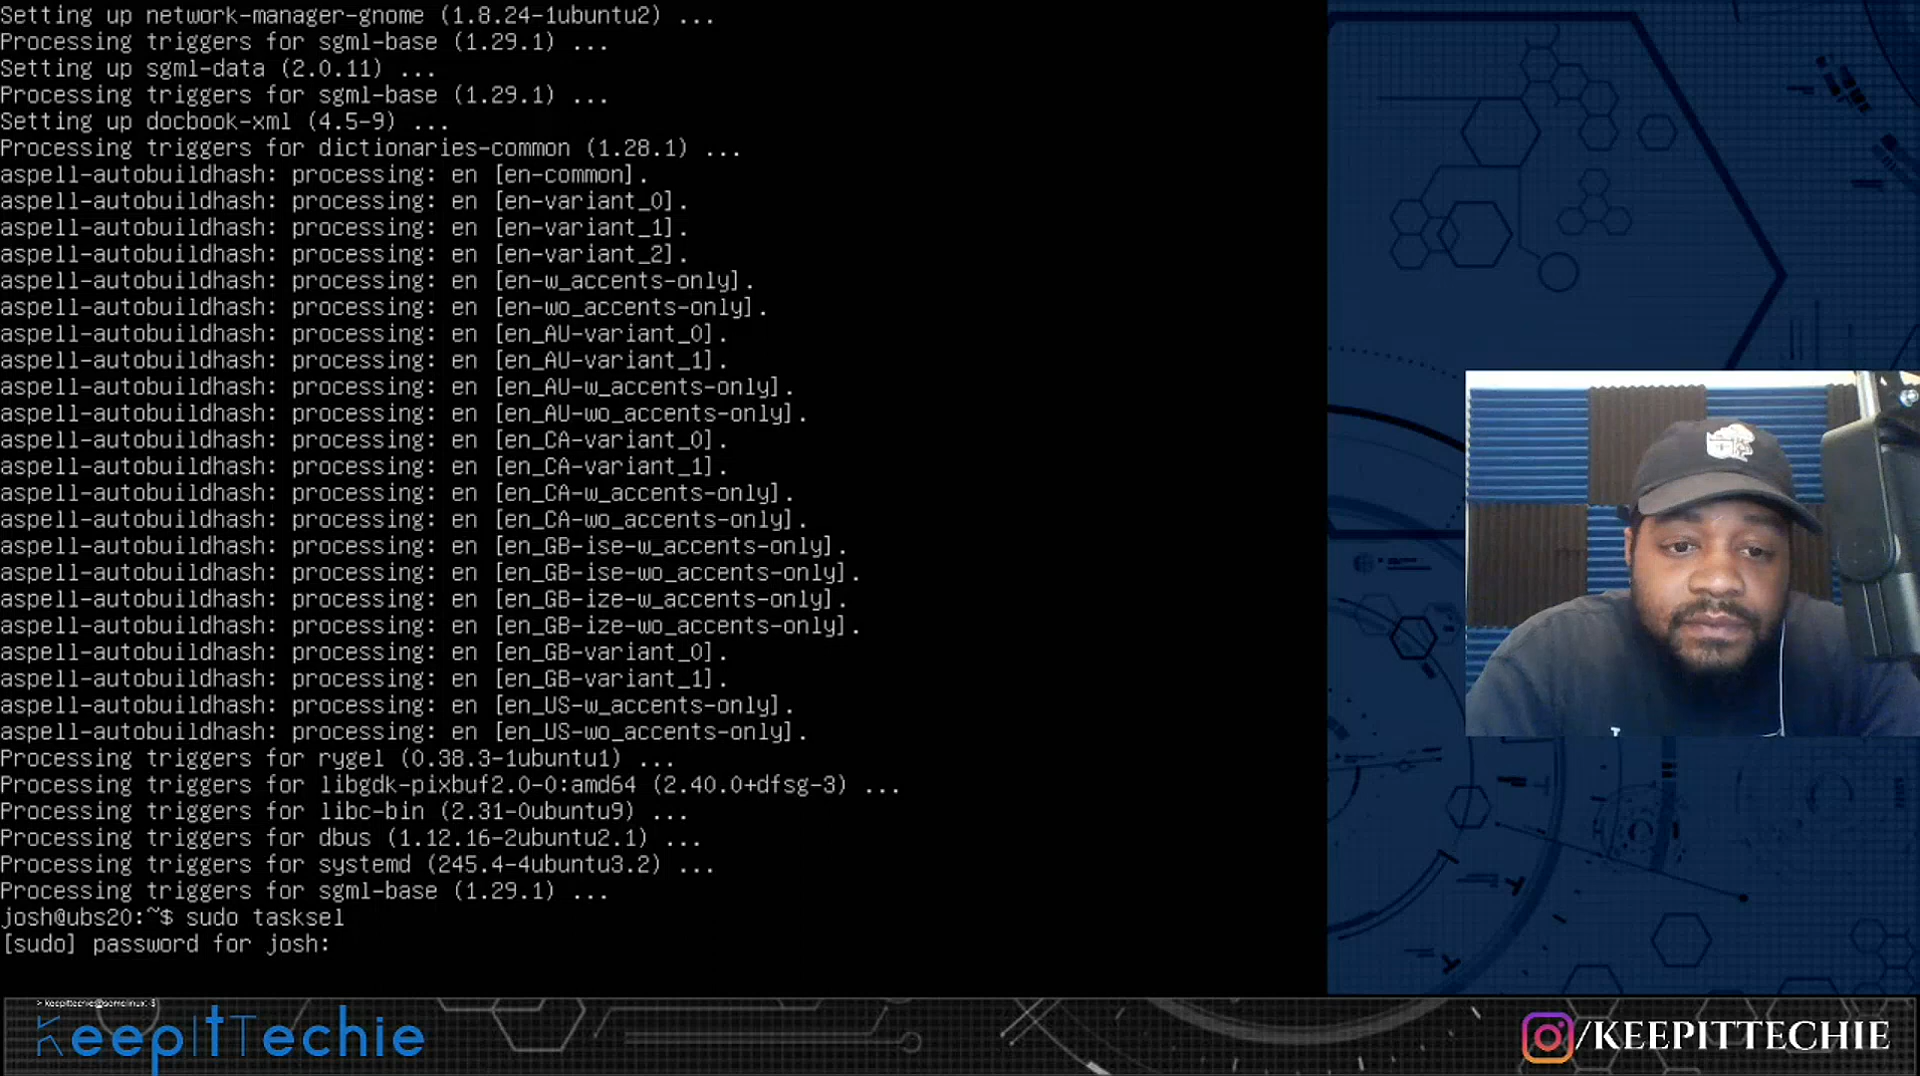 Setting up network-manager-gnome (1.8.24-1ubuntu2) ...
Processing triggers for sgml-base (1.29.1) ...
Setting up sgml-data (2.0.11) ...
Processing triggers for sgml-base (1.29.1) ...
Setting up docbook-xml (4.5-9) ...
Processing triggers for dictionaries-common (1.28.1) ...
aspell-autobuildhash: processing: en [en-common].
aspell-autobuildhash: processing: en [en-variant_0].
aspell-autobuildhash: processing: en [en-variant_1].
aspell-autobuildhash: processing: en [en-variant_2].
aspell-autobuildhash: processing: en [en-w_accents-only].
aspell-autobuildhash: processing: en [en-wo_accents-only].
aspell-autobuildhash: processing: en [en_AU-variant_0].
aspell-autobuildhash: processing: en [en_AU-variant_1].
aspell-autobuildhash: processing: en [en_AU-w_accents-only].
aspell-autobuildhash: processing: en [en_AU-wo_accents-only].
aspell-autobuildhash: processing: en [en_CA-variant_0].
aspell-autobuildhash: processing: en [en_CA-variant_1].
aspell-autobuildhash: processing: en [en_CA-w_accents-only].
aspell-autobuildhash: processing: en [en_CA-wo_accents-only].
aspell-autobuildhash: processing: en [en_GB-ise-w_accents-only].
aspell-autobuildhash: processing: en [en_GB-ise-wo_accents-only].
aspell-autobuildhash: processing: en [en_GB-ize-w_accents-only].
aspell-autobuildhash: processing: en [en_GB-ize-wo_accents-only].
aspell-autobuildhash: processing: en [en_GB-variant_0].
aspell-autobuildhash: processing: en [en_GB-variant_1].
aspell-autobuildhash: processing: en [en_US-w_accents-only].
aspell-autobuildhash: processing: en [en_US-wo_accents-only].
Processing triggers for rygel (0.38.3-1ubuntu1) ...
Processing triggers for libgdk-pixbuf2.0-0:amd64 (2.40.0+dfsg-3) ...
Processing triggers for libc-bin (2.31-0ubuntu9) ...
Processing triggers for dbus (1.12.16-2ubuntu2.1) ...
Processing triggers for systemd (245.4-4ubuntu3.2) ...
Processing triggers for sgml-base (1.29.1) ...
josh@ubs20:~$ sudo tasksel
[sudo] password for josh:
> keepittechie@somelinux:~$
KeepItTechie
/KEEPITTECHIE